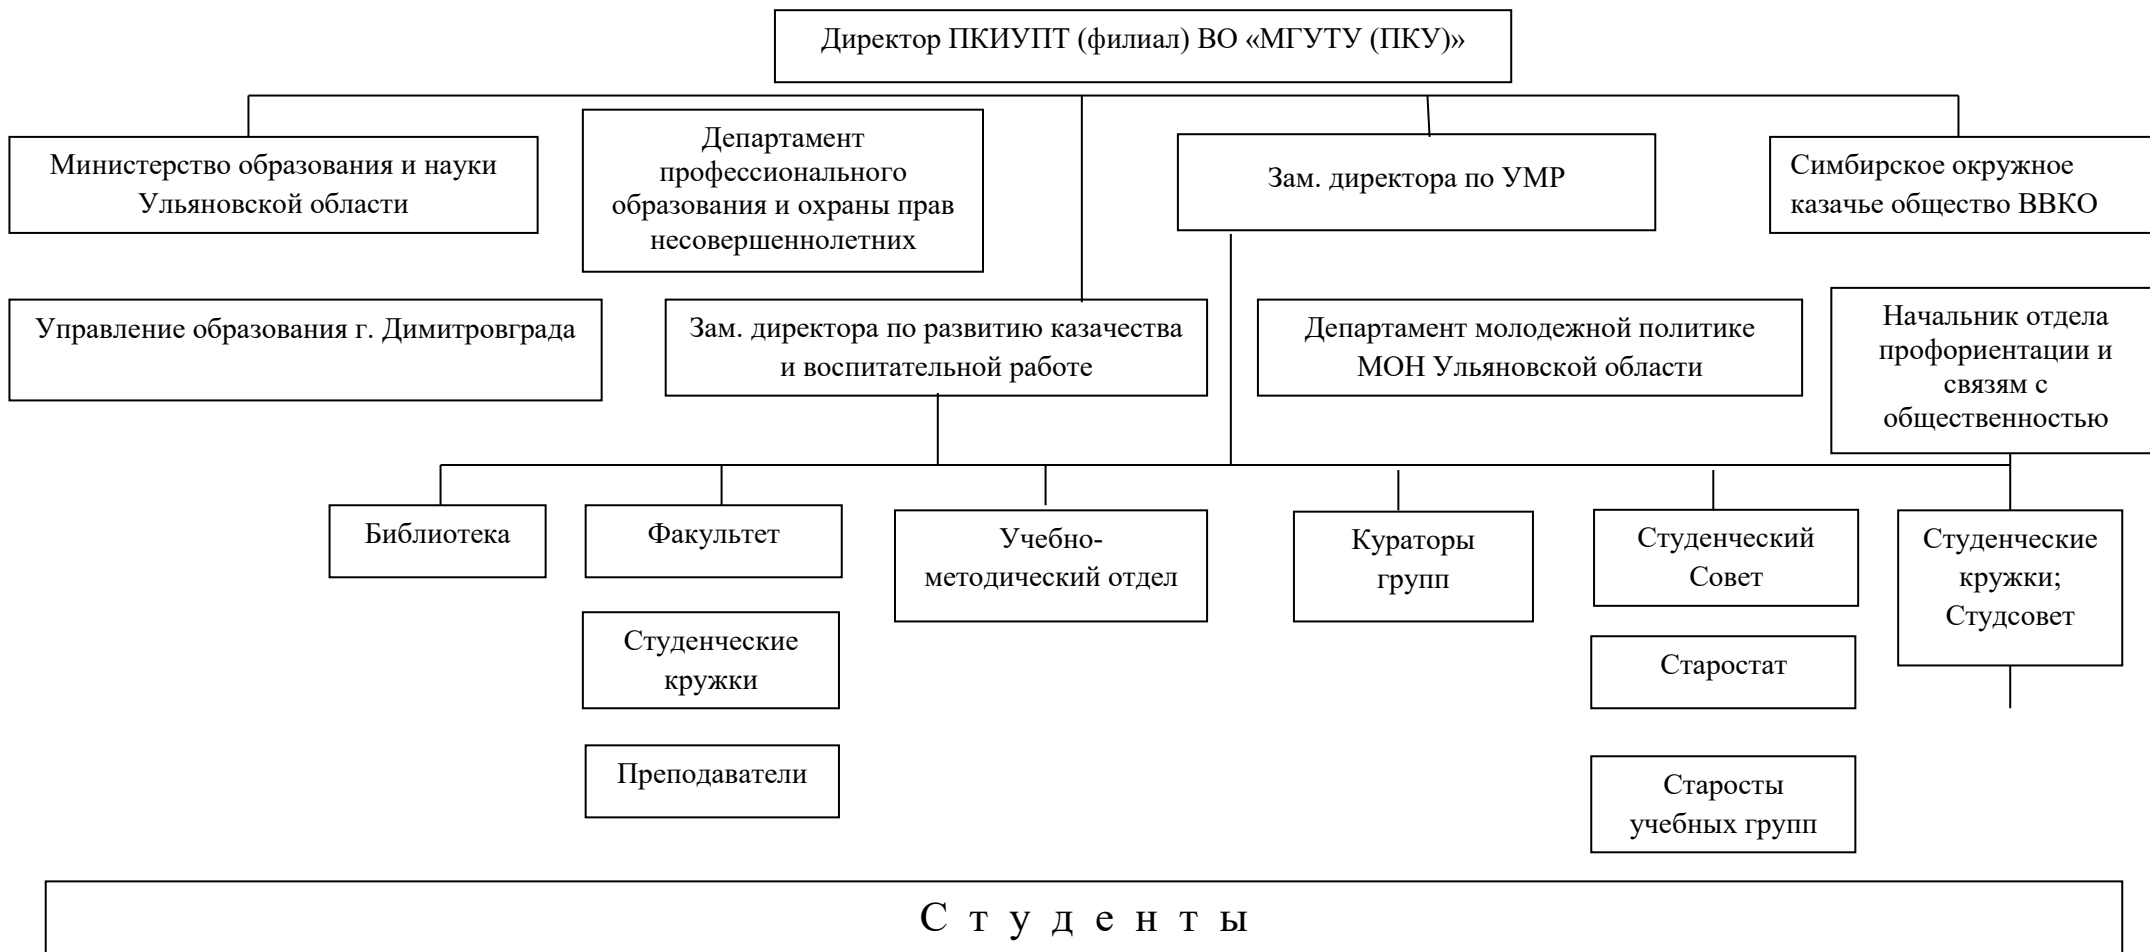 Директор ПКИУПТ (филиал) ВО «МГУТУ (ПКУ)»
Министерство образования и науки
Ульяновской области
Департамент
профессионального
образования и охраны прав
несовершеннолетних
Зам. директора по УМР
Симбирское окружное
казачье общество ВВКО
Управление образования г. Димитровграда
Зам. директора по развитию казачества
и воспитательной работе
Департамент молодежной политике
МОН Ульяновской области
Начальник отдела
профориентации и
связям с
общественностью
Библиотека
Факультет
Учебно-
методический отдел
Кураторы
групп
Студенческий
Совет
Студенческие
кружки;
Студсовет
Студенческие
кружки
Старостат
Преподаватели
Старосты
учебных групп
С т у д е н т ы